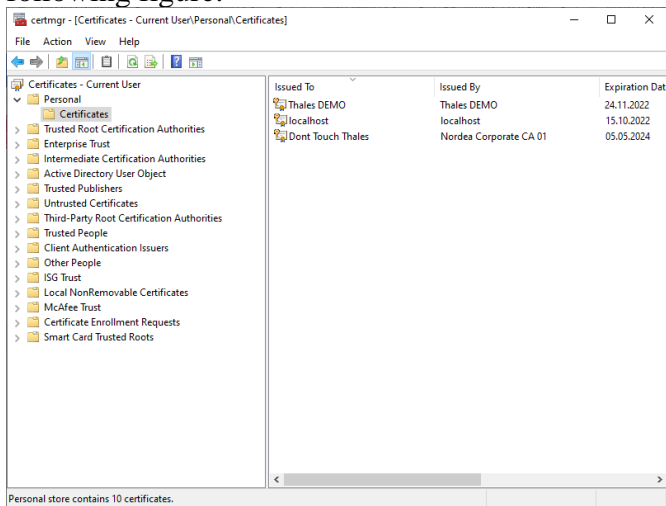 following figure.
certmgr - [Certificates - Current User\Personal\Certificates]
File Action View Help
Certificates - Current User
Personal
Certificates
Trusted Root Certification Authorities
Enterprise Trust
Intermediate Certification Authorities
Active Directory User Object
Trusted Publishers
Untrusted Certificates
Third-Party Root Certification Authorities
Trusted People
Client Authentication Issuers
Other People
ISG Trust
Local NonRemovable Certificates
McAfee Trust
Certificate Enrollment Requests
Smart Card Trusted Roots
Issued To Issued By Expiration Dat
Thales DEMO Thales DEMO 24.11.2022
localhost localhost 15.10.2022
Dont Touch Thales Nordea Corporate CA 01 05.05.2024
Personal store contains 10 certificates.